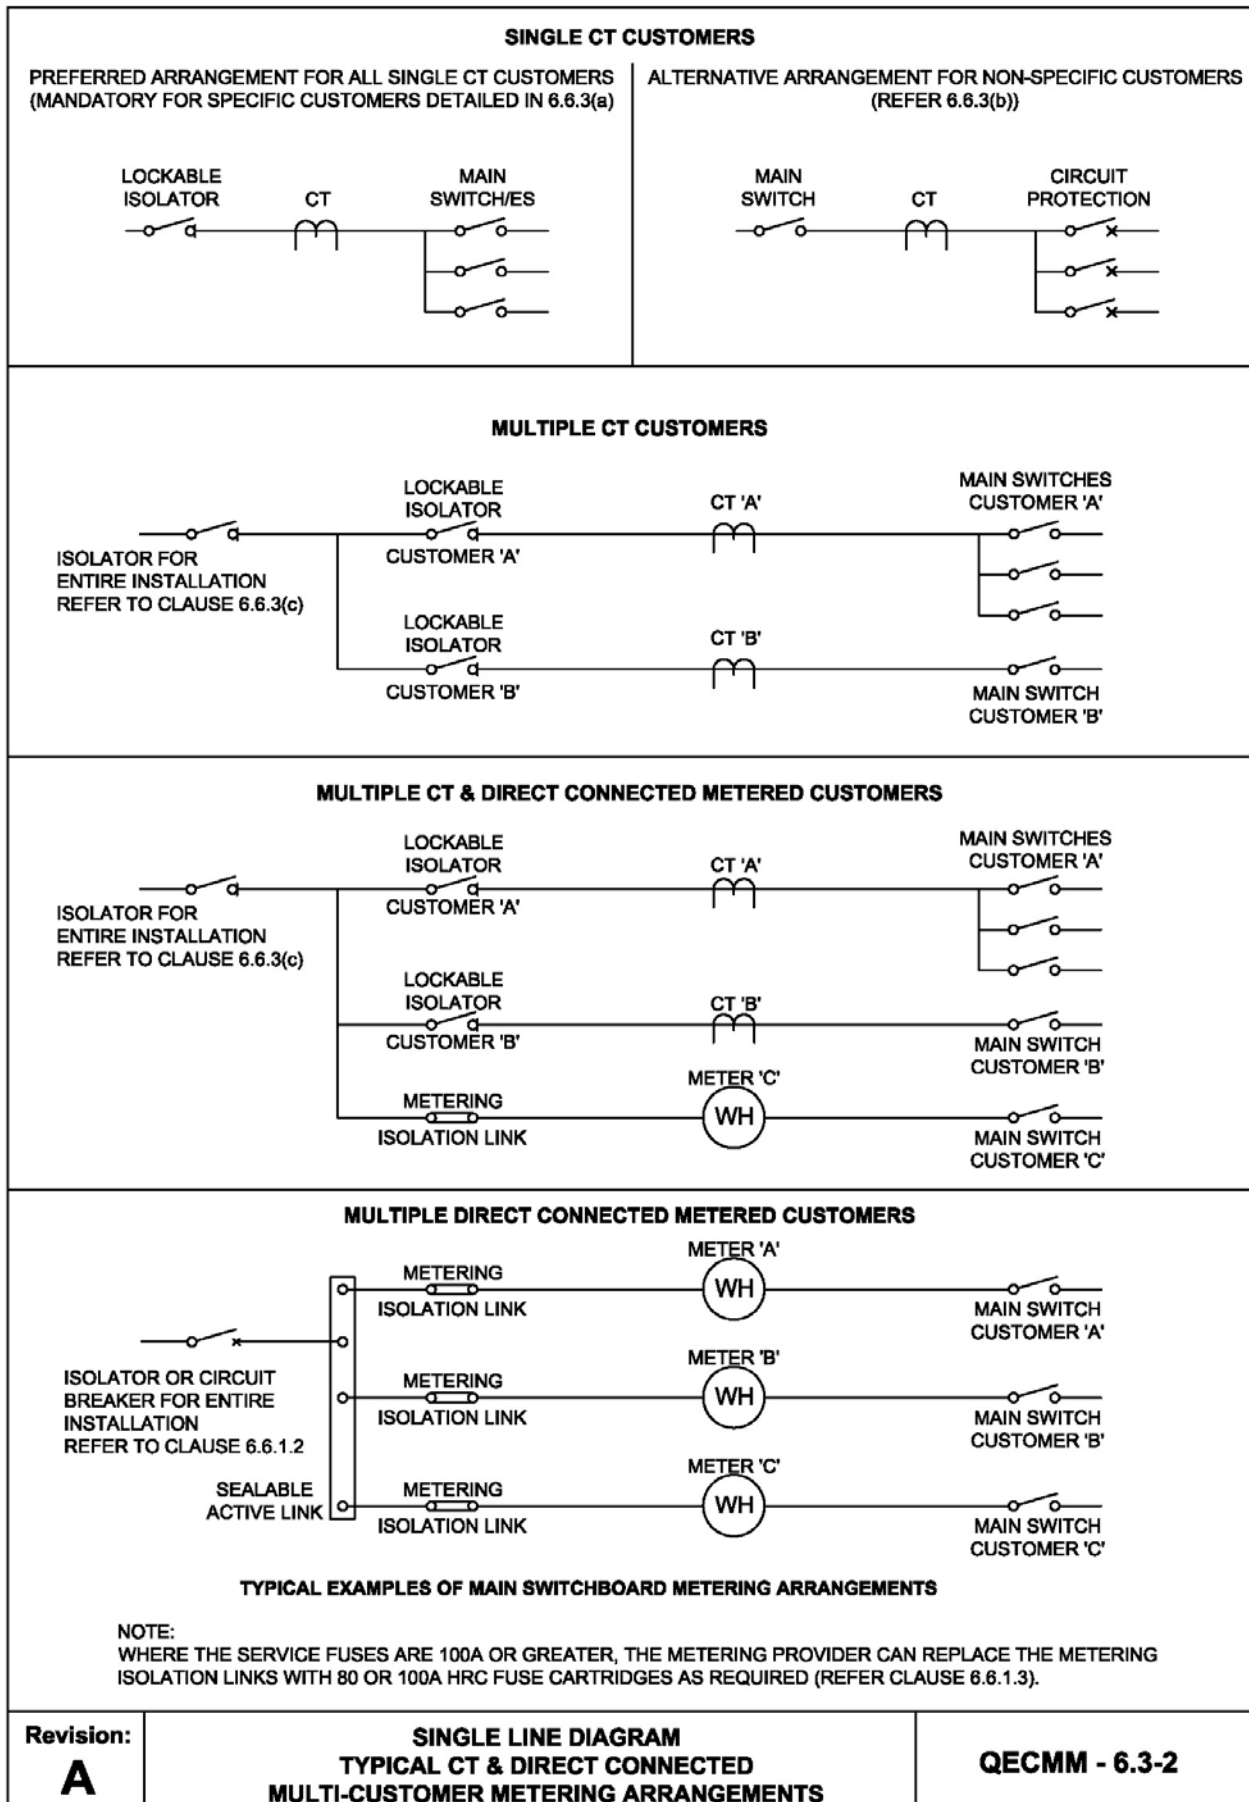 SINGLE CT CUSTOMERS
PREFERRED ARRANGEMENT FOR ALL SINGLE CT CUSTOMERS
(MANDATORY FOR SPECIFIC CUSTOMERS DETAILED IN 6.6.3(a)
LOCKABLE
ISOLATOR
CT
MAIN
SWITCH/ES
ALTERNATIVE ARRANGEMENT FOR NON-SPECIFIC CUSTOMERS
(REFER 6.6.3(b))
MAIN
SWITCH
CT
CIRCUIT
PROTECTION
MULTIPLE CT CUSTOMERS
ISOLATOR FOR
ENTIRE INSTALLATION
REFER TO CLAUSE 6.6.3(c)
LOCKABLE
ISOLATOR
CUSTOMER 'A'
CT 'A'
MAIN SWITCHES
CUSTOMER 'A'
LOCKABLE
ISOLATOR
CUSTOMER 'B'
CT 'B'
MAIN SWITCH
CUSTOMER 'B'
MULTIPLE CT & DIRECT CONNECTED METERED CUSTOMERS
ISOLATOR FOR
ENTIRE INSTALLATION
REFER TO CLAUSE 6.6.3(c)
LOCKABLE
ISOLATOR
CUSTOMER 'A'
CT 'A'
MAIN SWITCHES
CUSTOMER 'A'
LOCKABLE
ISOLATOR
CUSTOMER 'B'
CT 'B'
MAIN SWITCH
CUSTOMER 'B'
METERING
ISOLATION LINK
METER 'C'
WH
MAIN SWITCH
CUSTOMER 'C'
MULTIPLE DIRECT CONNECTED METERED CUSTOMERS
ISOLATOR OR CIRCUIT
BREAKER FOR ENTIRE
INSTALLATION
REFER TO CLAUSE 6.6.1.2
SEALABLE
ACTIVE LINK
METERING
ISOLATION LINK
METER 'A'
WH
MAIN SWITCH
CUSTOMER 'A'
METERING
ISOLATION LINK
METER 'B'
WH
MAIN SWITCH
CUSTOMER 'B'
METERING
ISOLATION LINK
METER 'C'
WH
MAIN SWITCH
CUSTOMER 'C'
TYPICAL EXAMPLES OF MAIN SWITCHBOARD METERING ARRANGEMENTS
NOTE:
WHERE THE SERVICE FUSES ARE 100A OR GREATER, THE METERING PROVIDER CAN REPLACE THE METERING
ISOLATION LINKS WITH 80 OR 100A HRC FUSE CARTRIDGES AS REQUIRED (REFER CLAUSE 6.6.1.3).
Revision:
A
SINGLE LINE DIAGRAM
TYPICAL CT & DIRECT CONNECTED
MULTI-CUSTOMER METERING ARRANGEMENTS
QECMM - 6.3-2